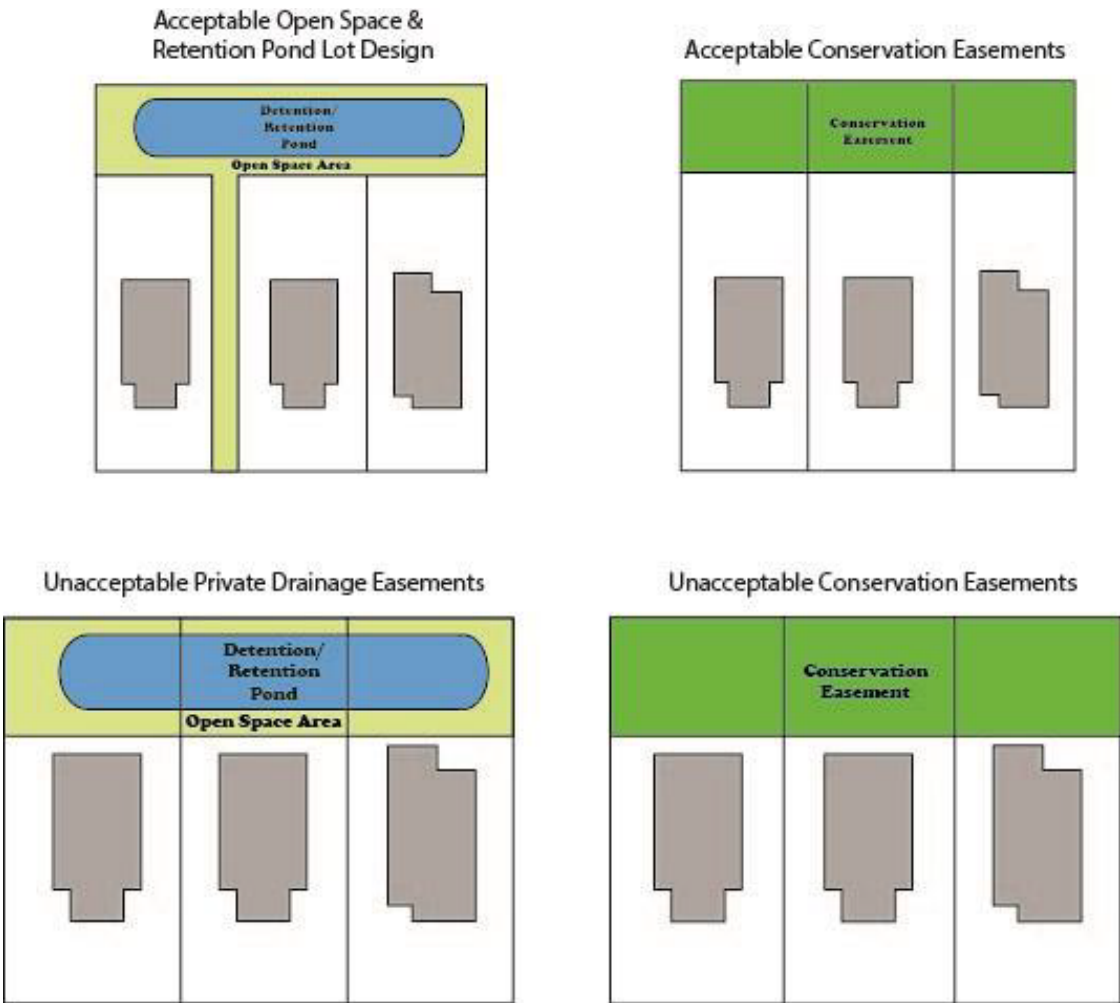 Acceptable Open Space &
Retention Pond Lot Design
Detention/
Retention
Pond
Open Space Area
Acceptable Conservation Easements
Conservation
Easement
Unacceptable Private Drainage Easements
Detention/
Retention
Pond
Open Space Area
Unacceptable Conservation Easements
Conservation
Easement